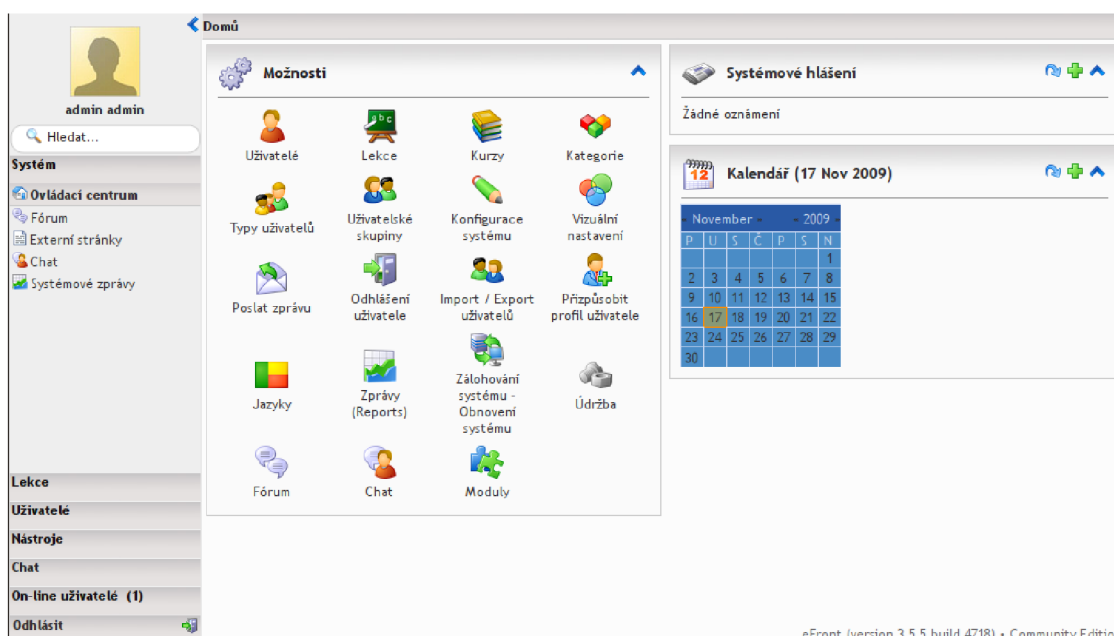 Domů
admin admin
Hledat...
Systém
Ovládací centrum
Fórum
Externí stránky
Chat
Systémové zprávy
Lekce
Uživatelé
Nástroje
Chat
On-line uživatelé (1)
Odhlásit
Možnosti
abc
Uživatelé Lekce Kurzy Kategorie
Typy uživatelů
Uživatelské
skupiny
Konfigurace
systému
Vizuální
nastavení
Poslat zprávu
Odhlášení
uživatele
Import / Export
uživatelů
Přizpůsobit
profil uživatele
Jazyky
Zprávy
(Reports)
Zálohování
systému -
Obnovení
systému
Údržba
Fórum Chat Moduly
Systémové hlášení
Žádné oznámení
12
Kalendář (17 Nov 2009)
- November - - 2009 -
P U S Č P S N
1
2 3 4 5 6 7 8
9 10 11 12 13 14 15
16 17 18 19 20 21 22
23 24 25 26 27 28 29
30
eFront (version 3.5.5 build 4718) • Community Editio